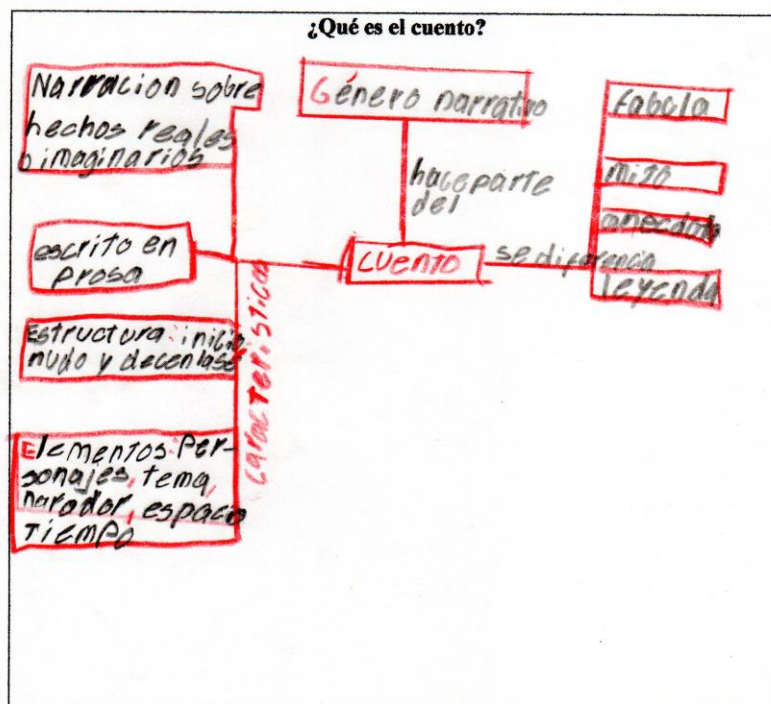 ¿Qué es el cuento?
Narracion sobre
hechos reales
o imaginarios
Género narrativo
fabula
mito
anecdota
leyenda
hace parte
del
cuento
se diferencia
escrito en
prosa
caracteristicas
Estructura: inicio,
nudo y decenlase
Elementos: Per-
sonajes, tema,
narador, espacio
Tiempo